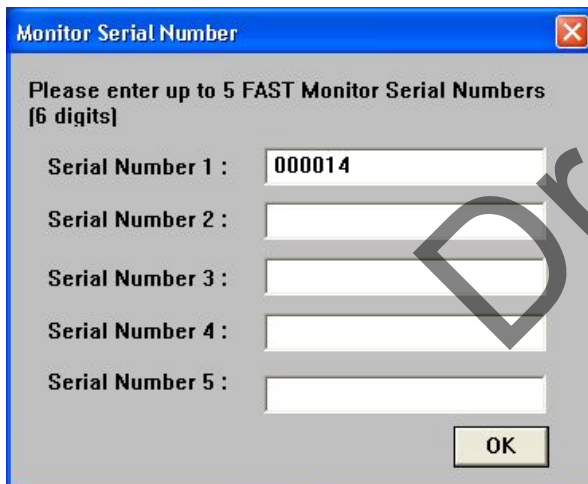 Monitor Serial Number
Please enter up to 5 FAST Monitor Serial Numbers
(6 digits)
Serial Number 1 : 000014
Serial Number 2 :
Serial Number 3 :
Serial Number 4 :
Serial Number 5 :
OK
Dr